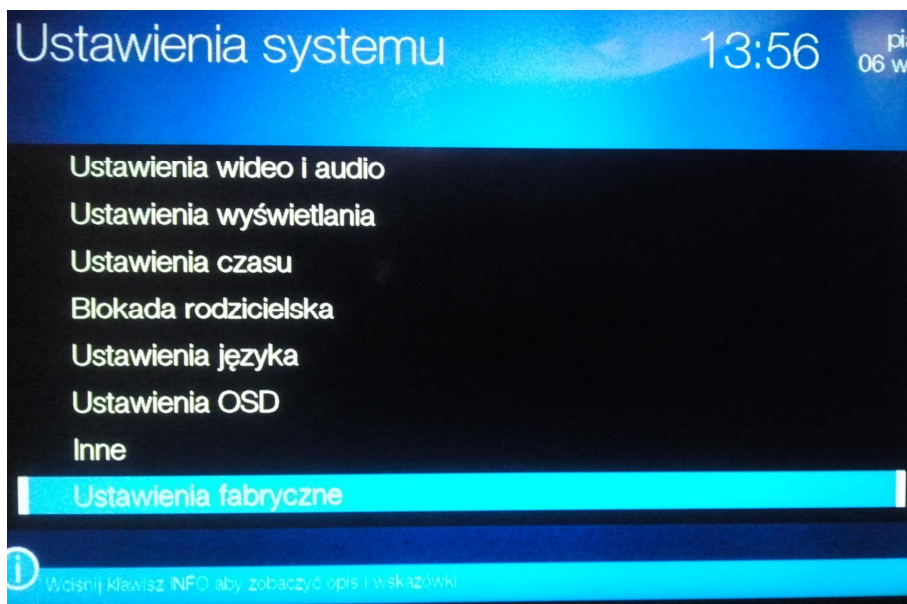 Ustawienia systemu
13:56
06
Ustawienia wideo i audio
Ustawienia wyświetlania
Ustawienia czasu
Blokada rodzicielska
Ustawienia języka
Ustawienia OSD
Inne
Ustawienia fabryczne
Wciśnij klawisz INFO aby zobaczyć opis i wskazówki